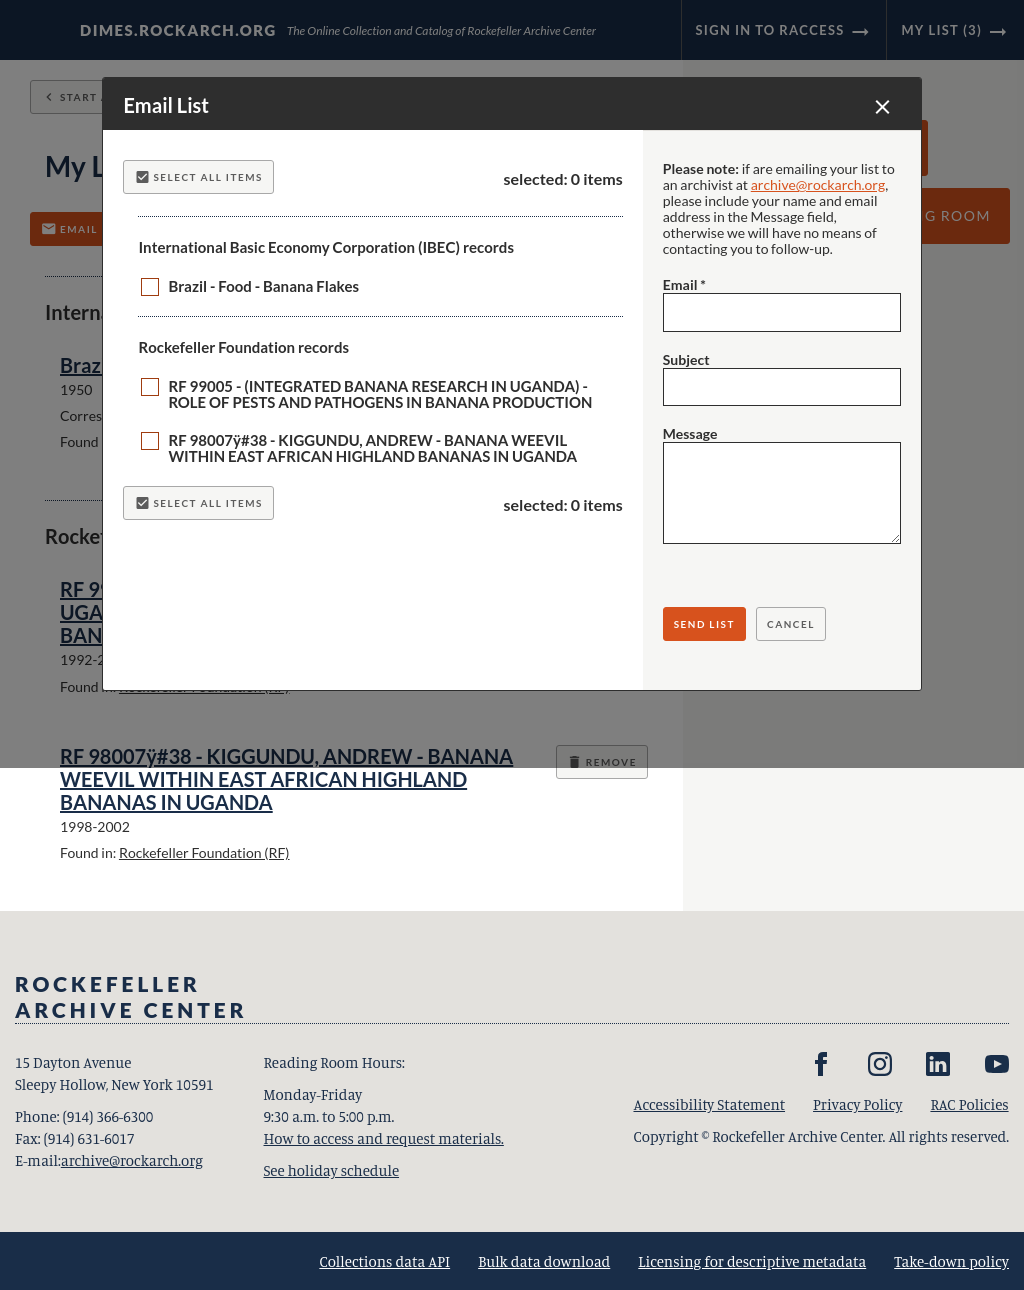 DIMES.ROCKARCH.ORG The Online Collection and Catalog of Rockefeller Archive Center SIGN IN TO RACCESS MY LIST (3)
START
My L
EMAIL
G ROOM
Interna
Brazi
1950
Corres
Found
Rockef
RF 99
UGA
BAN
1992-2
Found in: Rockefeller Foundation (RF)
Email List
SELECT ALL ITEMS selected: 0 items
International Basic Economy Corporation (IBEC) records
Brazil - Food - Banana Flakes
Rockefeller Foundation records
RF 99005 - (INTEGRATED BANANA RESEARCH IN UGANDA) -
ROLE OF PESTS AND PATHOGENS IN BANANA PRODUCTION
RF 98007ÿ#38 - KIGGUNDU, ANDREW - BANANA WEEVIL
WITHIN EAST AFRICAN HIGHLAND BANANAS IN UGANDA
SELECT ALL ITEMS selected: 0 items
Please note: if are emailing your list to
an archivist at archive@rockarch.org,
please include your name and email
address in the Message field,
otherwise we will have no means of
contacting you to follow-up.
Email *
Subject
Message
SEND LIST CANCEL
RF 98007ÿ#38 - KIGGUNDU, ANDREW - BANANA
WEEVIL WITHIN EAST AFRICAN HIGHLAND
BANANAS IN UGANDA
REMOVE
1998-2002
Found in: Rockefeller Foundation (RF)
ROCKEFELLER
ARCHIVE CENTER
15 Dayton Avenue
Sleepy Hollow, New York 10591
Phone: (914) 366-6300
Fax: (914) 631-6017
E-mail:archive@rockarch.org
Reading Room Hours:
Monday-Friday
9:30 a.m. to 5:00 p.m.
How to access and request materials.
See holiday schedule
Accessibility Statement Privacy Policy RAC Policies
Copyright © Rockefeller Archive Center. All rights reserved.
Collections data API Bulk data download Licensing for descriptive metadata Take-down policy